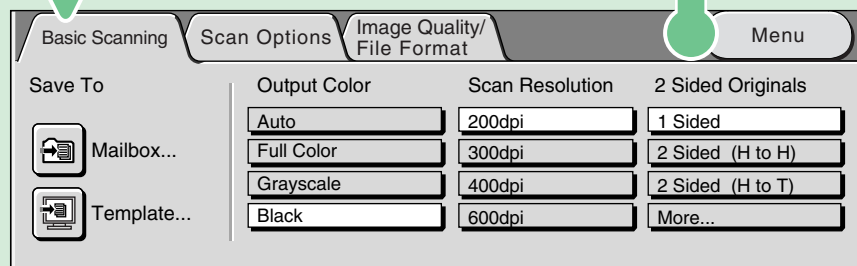 Basic Scanning
Scan Options
Image Quality/
File Format
Menu
Save To
Mailbox...
Template...
Output Color
Auto
Full Color
Grayscale
Black
Scan Resolution
200dpi
300dpi
400dpi
600dpi
2 Sided Originals
1 Sided
2 Sided (H to H)
2 Sided (H to T)
More...